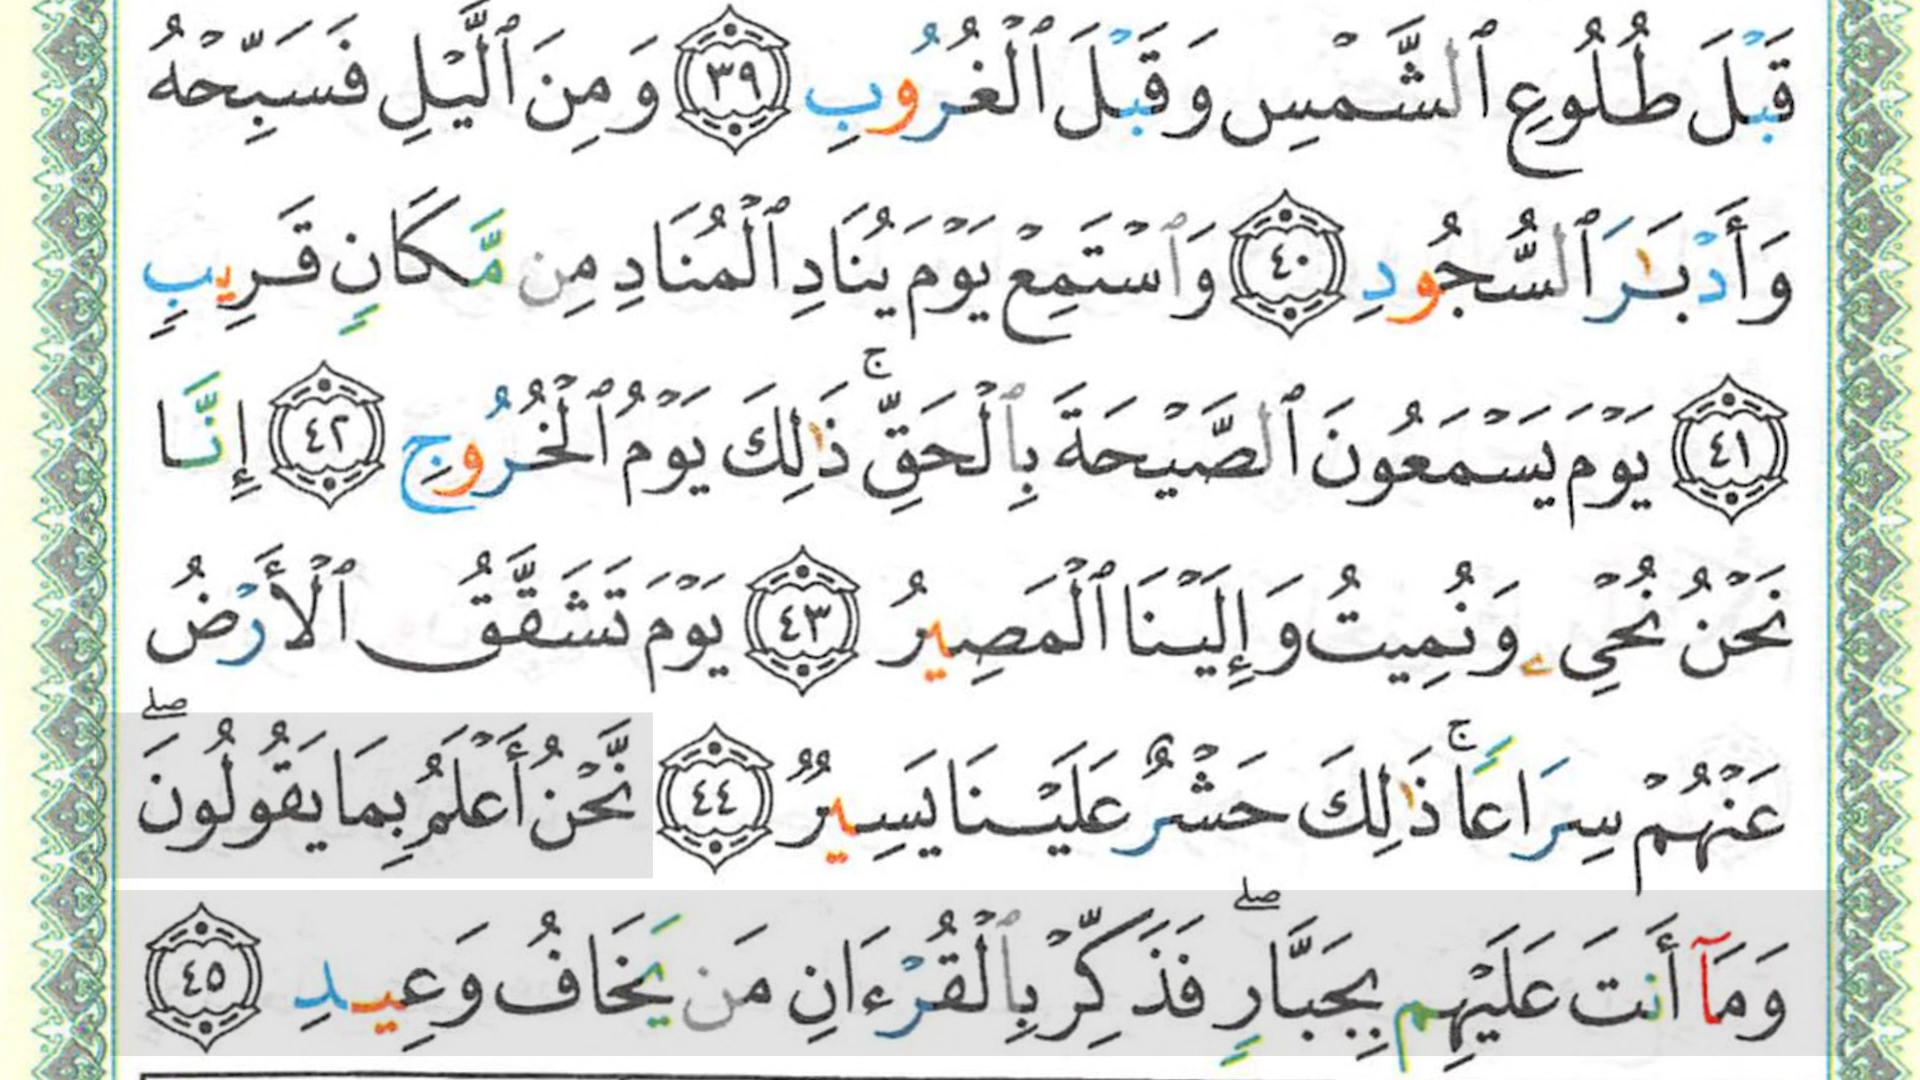 قَبْلَ طُلُوعِ ٱلشَّمْسِ وَقَبْلَ ٱلْغُرُوبِ ٣٩ وَمِنَ ٱلَّيْلِ فَسَبِّحْهُ
وَأَدْبَٰرَ ٱلسُّجُودِ ٤٠ وَٱسْتَمِعْ يَوْمَ يُنَادِ ٱلْمُنَادِ مِن مَّكَانٍ قَرِيبٍ
٤١ يَوْمَ يَسْمَعُونَ ٱلصَّيْحَةَ بِٱلْحَقِّ ۚ ذَٰلِكَ يَوْمُ ٱلْخُرُوجِ ٤٢ إِنَّا
نَحْنُ نُحْىِۦ وَنُمِيتُ وَإِلَيْنَا ٱلْمَصِيرُ ٤٣ يَوْمَ تَشَقَّقُ ٱلْأَرْضُ
عَنْهُمْ سِرَاعًا ۚ ذَٰلِكَ حَشْرٌ عَلَيْنَا يَسِيرٌ ٤٤ نَّحْنُ أَعْلَمُ بِمَا يَقُولُونَ ۖ
وَمَآ أَنتَ عَلَيْهِم بِجَبَّارٍ ۖ فَذَكِّرْ بِٱلْقُرْءَانِ مَن يَخَافُ وَعِيدِ ٤٥